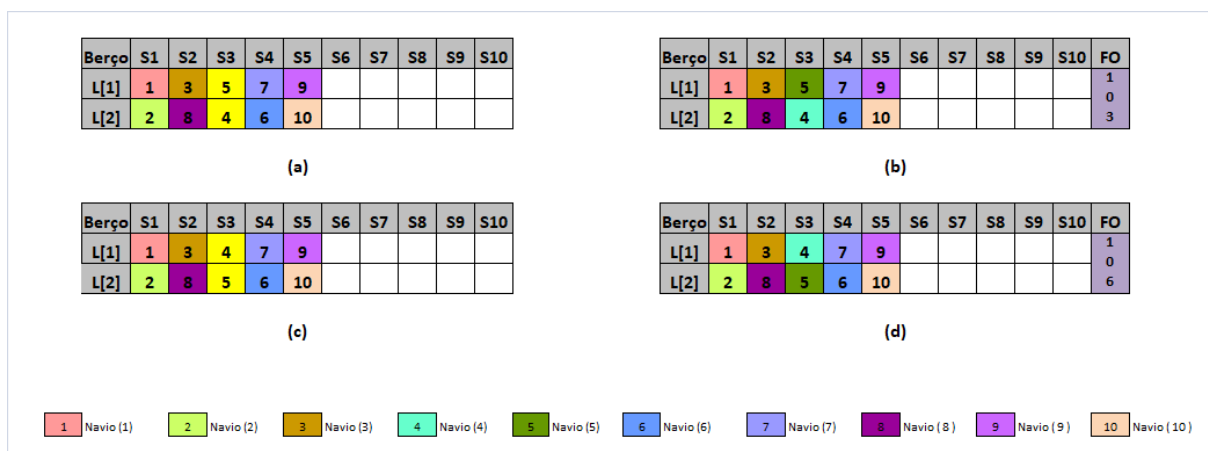 Berço S1 S2 S3 S4 S5 S6 S7 S8 S9 S10
L[1] 1 3 5 7 9
L[2] 2 8 4 6 10
(a)
Berço S1 S2 S3 S4 S5 S6 S7 S8 S9 S10 FO
L[1] 1 3 5 7 9 1
0
L[2] 2 8 4 6 10 3
(b)
Berço S1 S2 S3 S4 S5 S6 S7 S8 S9 S10
L[1] 1 3 4 7 9
L[2] 2 8 5 6 10
(c)
Berço S1 S2 S3 S4 S5 S6 S7 S8 S9 S10 FO
L[1] 1 3 4 7 9 1
0
L[2] 2 8 5 6 10 6
(d)
1 Navio (1) 2 Navio (2) 3 Navio (3) 4 Navio (4) 5 Navio (5) 6 Navio (6) 7 Navio (7) 8 Navio ( 8 ) 9 Navio ( 9 ) 10 Navio ( 10 )